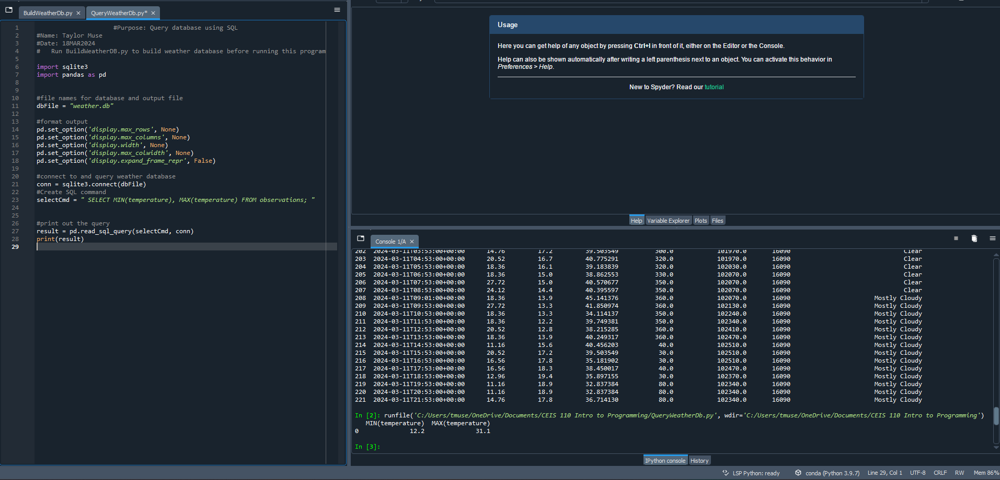 BuildWeatherDb.py
QueryWeatherDb.py*
1 #Purpose: Query database using SQL
2 #Name: Taylor Muse
3 #Date: 18MAR2024
4 #   Run BuildWeatherDB.py to build weather database before running this program
5
6 import sqlite3
7 import pandas as pd
8
9
10 #file names for database and output file
11 dbFile = "weather.db"
12
13 #format output
14 pd.set_option('display.max_rows', None)
15 pd.set_option('display.max_columns', None)
16 pd.set_option('display.width', None)
17 pd.set_option('display.max_colwidth', None)
18 pd.set_option('display.expand_frame_repr', False)
19
20 #connect to and query weather database
21 conn = sqlite3.connect(dbFile)
22 #Create SQL command
23 selectCmd = " SELECT MIN(temperature), MAX(temperature) FROM observations; "
24
25
26 #print out the query
27 result = pd.read_sql_query(selectCmd, conn)
28 print(result)
29
Usage
Here you can get help of any object by pressing Ctrl+I in front of it, either on the Editor or the Console.
Help can also be shown automatically after writing a left parenthesis next to an object. You can activate this behavior in
Preferences > Help.
New to Spyder? Read our tutorial
Help Variable Explorer Plots Files
Console 1/A
202 2024-03-11T03:53:00+00:00 14.76 17.2 39.503549 300.0 101970.0 16090 Clear
203 2024-03-11T04:53:00+00:00 20.52 16.7 40.775291 320.0 101970.0 16090 Clear
204 2024-03-11T05:53:00+00:00 18.36 16.1 39.183839 320.0 102030.0 16090 Clear
205 2024-03-11T06:53:00+00:00 18.36 15.0 38.862553 330.0 102070.0 16090 Clear
206 2024-03-11T07:53:00+00:00 27.72 15.0 40.570677 350.0 102070.0 16090 Clear
207 2024-03-11T08:53:00+00:00 24.12 14.4 40.395597 350.0 102070.0 16090 Clear
208 2024-03-11T09:01:00+00:00 18.36 13.9 45.141376 360.0 102070.0 16090 Mostly Cloudy
209 2024-03-11T09:53:00+00:00 27.72 13.3 41.850974 360.0 102130.0 16090 Mostly Cloudy
210 2024-03-11T10:53:00+00:00 18.36 13.3 34.114137 350.0 102240.0 16090 Mostly Cloudy
211 2024-03-11T11:53:00+00:00 18.36 12.2 39.749381 350.0 102340.0 16090 Mostly Cloudy
212 2024-03-11T12:53:00+00:00 20.52 12.8 38.215285 360.0 102410.0 16090 Mostly Cloudy
213 2024-03-11T13:53:00+00:00 18.36 13.9 40.249317 360.0 102470.0 16090 Mostly Cloudy
214 2024-03-11T14:53:00+00:00 11.16 15.6 40.456203 40.0 102510.0 16090 Mostly Cloudy
215 2024-03-11T15:53:00+00:00 20.52 17.2 39.503549 30.0 102510.0 16090 Mostly Cloudy
216 2024-03-11T16:53:00+00:00 16.56 17.8 35.181902 30.0 102510.0 16090 Mostly Cloudy
217 2024-03-11T17:53:00+00:00 16.56 18.3 38.450017 40.0 102470.0 16090 Mostly Cloudy
218 2024-03-11T18:53:00+00:00 12.96 19.4 35.897155 30.0 102370.0 16090 Mostly Cloudy
219 2024-03-11T19:53:00+00:00 11.16 18.9 32.837384 80.0 102340.0 16090 Mostly Cloudy
220 2024-03-11T20:53:00+00:00 11.16 18.9 32.837384 80.0 102340.0 16090 Mostly Cloudy
221 2024-03-11T21:53:00+00:00 14.76 17.8 36.714130 80.0 102340.0 16090 Mostly Cloudy
In [2]: runfile('C:/Users/tmuse/OneDrive/Documents/CEIS 110 Intro to Programming/QueryWeatherDb.py', wdir='C:/Users/tmuse/OneDrive/Documents/CEIS 110 Intro to Programming')
MIN(temperature) MAX(temperature)
0 12.2 31.1
In [3]:
IPython console History
LSP Python: ready conda (Python 3.9.7) Line 29, Col 1 UTF-8 CRLF RW Mem 86%